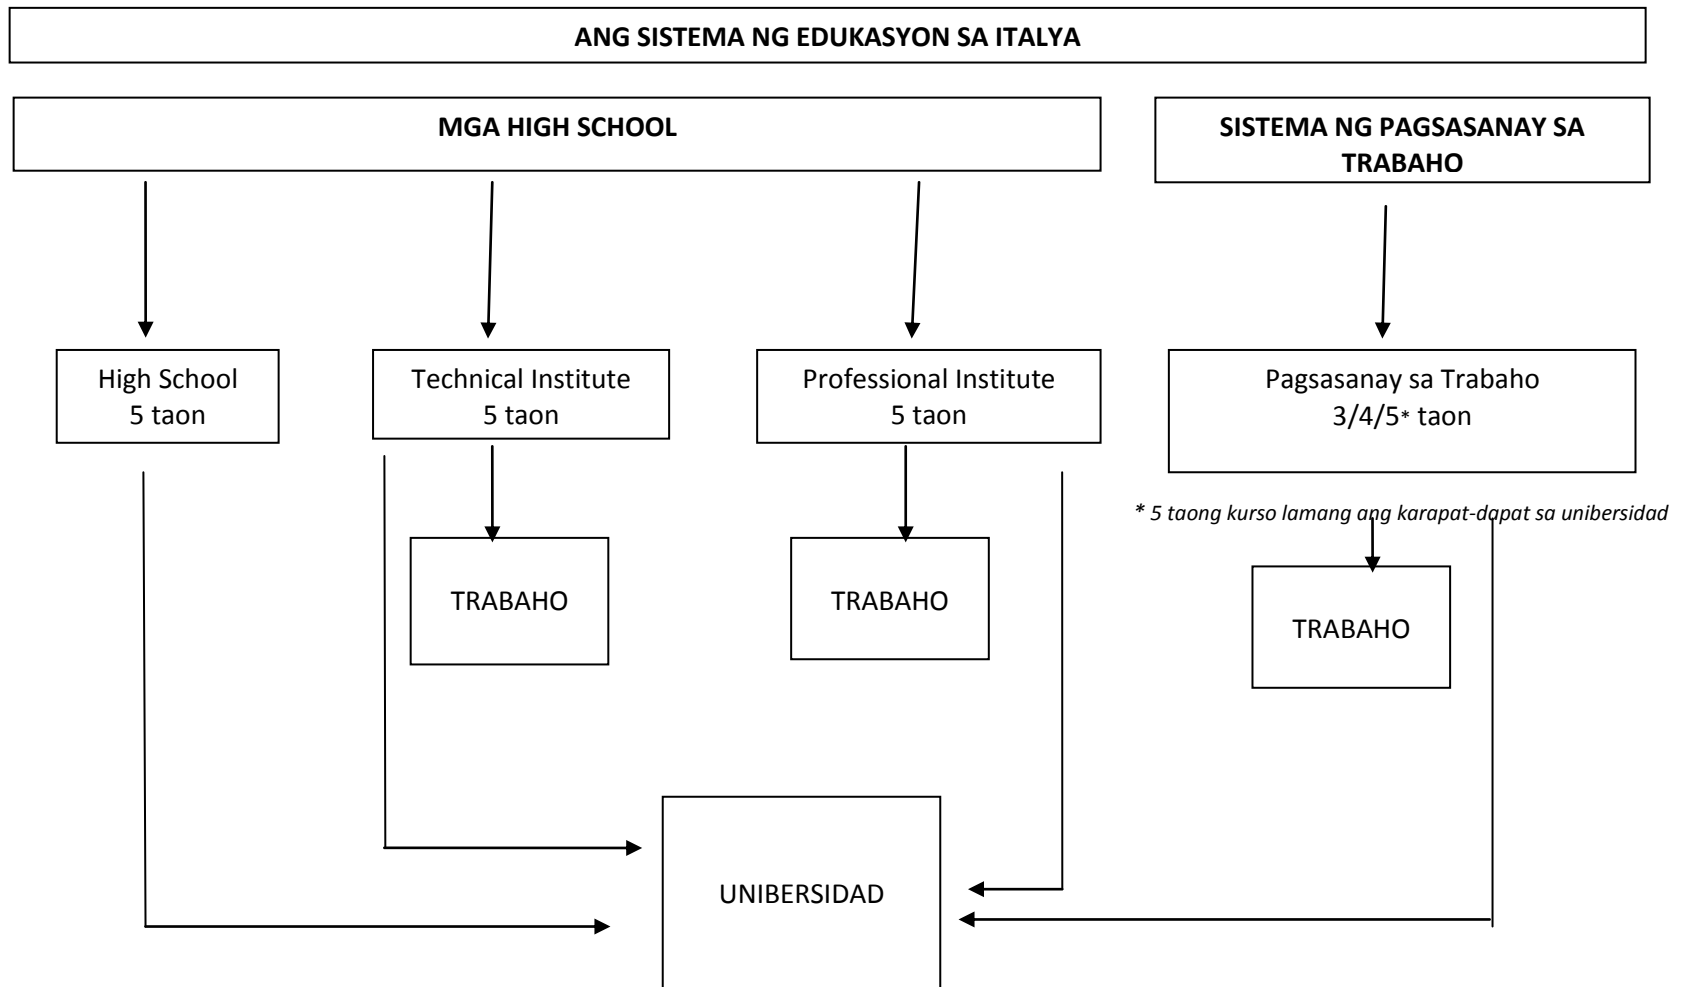 ANG SISTEMA NG EDUKASYON SA ITALYA
MGA HIGH SCHOOL
SISTEMA NG PAGSASANAY SA
TRABAHO
High School
5 taon
Technical Institute
5 taon
Professional Institute
5 taon
Pagsasanay sa Trabaho
3/4/5* taon
* 5 taong kurso lamang ang karapat-dapat sa unibersidad
TRABAHO
TRABAHO
TRABAHO
UNIBERSIDAD